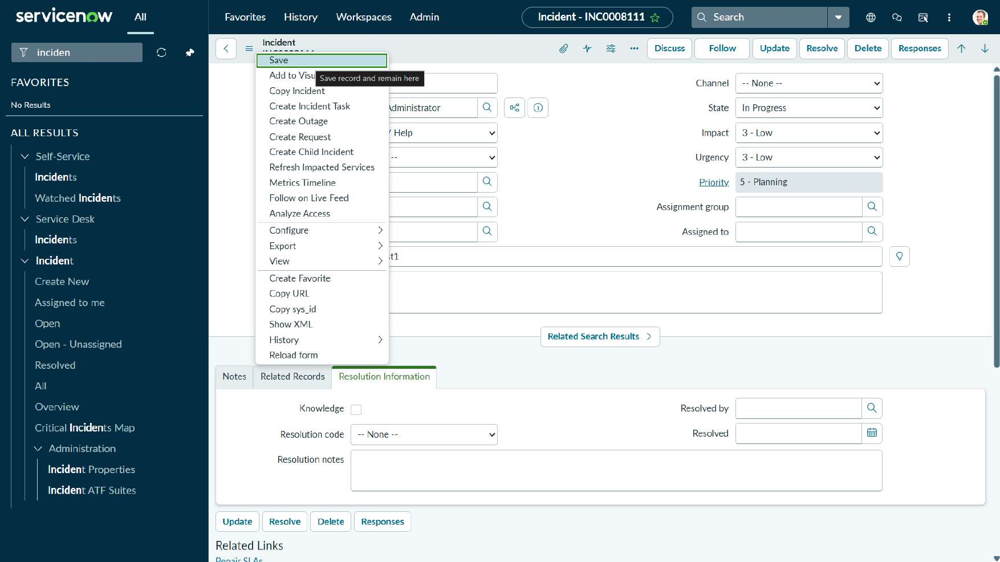 servicenow
All
Favorites
History
Workspaces
Admin
Incident - INC0008111
Search
inciden
FAVORITES
No Results
ALL RESULTS
Self-Service
Incidents
Watched Incidents
Service Desk
Incidents
Incident
Create New
Assigned to me
Open
Open - Unassigned
Resolved
All
Overview
Critical Incidents Map
Administration
Incident Properties
Incident ATF Suites
Incident
Discuss
Follow
Update
Resolve
Delete
Responses
Save
Add to Visu
Save record and remain here
Copy Incident
Create Incident Task
Create Outage
Create Request
Create Child Incident
Refresh Impacted Services
Metrics Timeline
Follow on Live Feed
Analyze Access
Configure
Export
View
Create Favorite
Copy URL
Copy sys_id
Show XML
History
Reload form
Administrator
/ Help
--
st1
Channel
-- None --
State
In Progress
Impact
3 - Low
Urgency
3 - Low
Priority
5 - Planning
Assignment group
Assigned to
Related Search Results
Notes
Related Records
Resolution Information
Knowledge
Resolution code
-- None --
Resolution notes
Resolved by
Resolved
Update
Resolve
Delete
Responses
Related Links
Repair SLAs